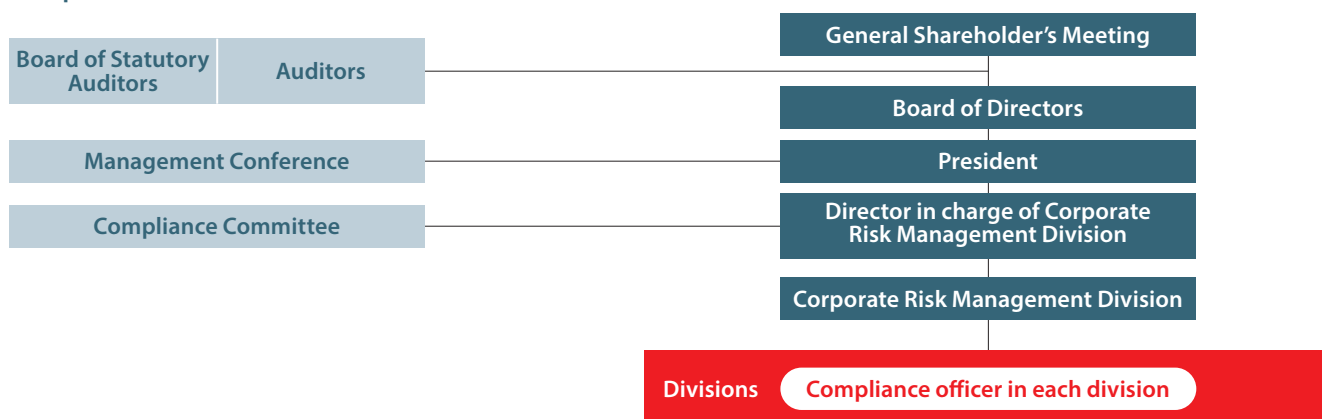 General Shareholder's Meeting
Board of Statutory
Auditors
Auditors
Board of Directors
Management Conference
President
Compliance Committee
Director in charge of Corporate
Risk Management Division
Corporate Risk Management Division
Divisions
Compliance officer in each division